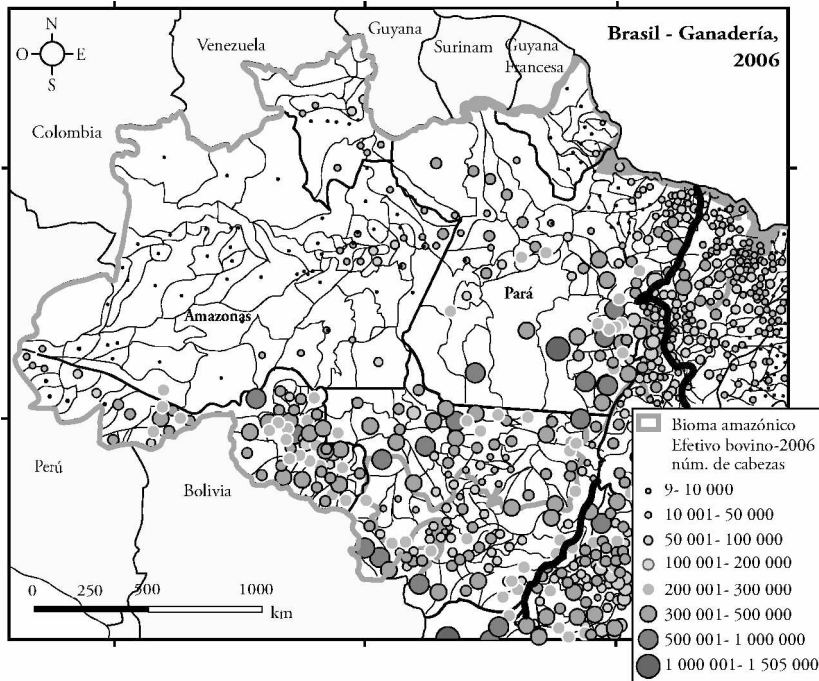 Brasil - Ganadería,
2006
N
O
E
S
Venezuela
Guyana
Surinam
Guyana
Francesa
Colombia
Amazonas
Pará
Perú
Bolivia
0 250 500 1000
km
Bioma amazónico
Efetivo bovino-2006
núm. de cabezas
9- 10 000
10 001- 50 000
50 001- 100 000
100 001- 200 000
200 001- 300 000
300 001- 500 000
500 001- 1 000 000
1 000 001- 1 505 000